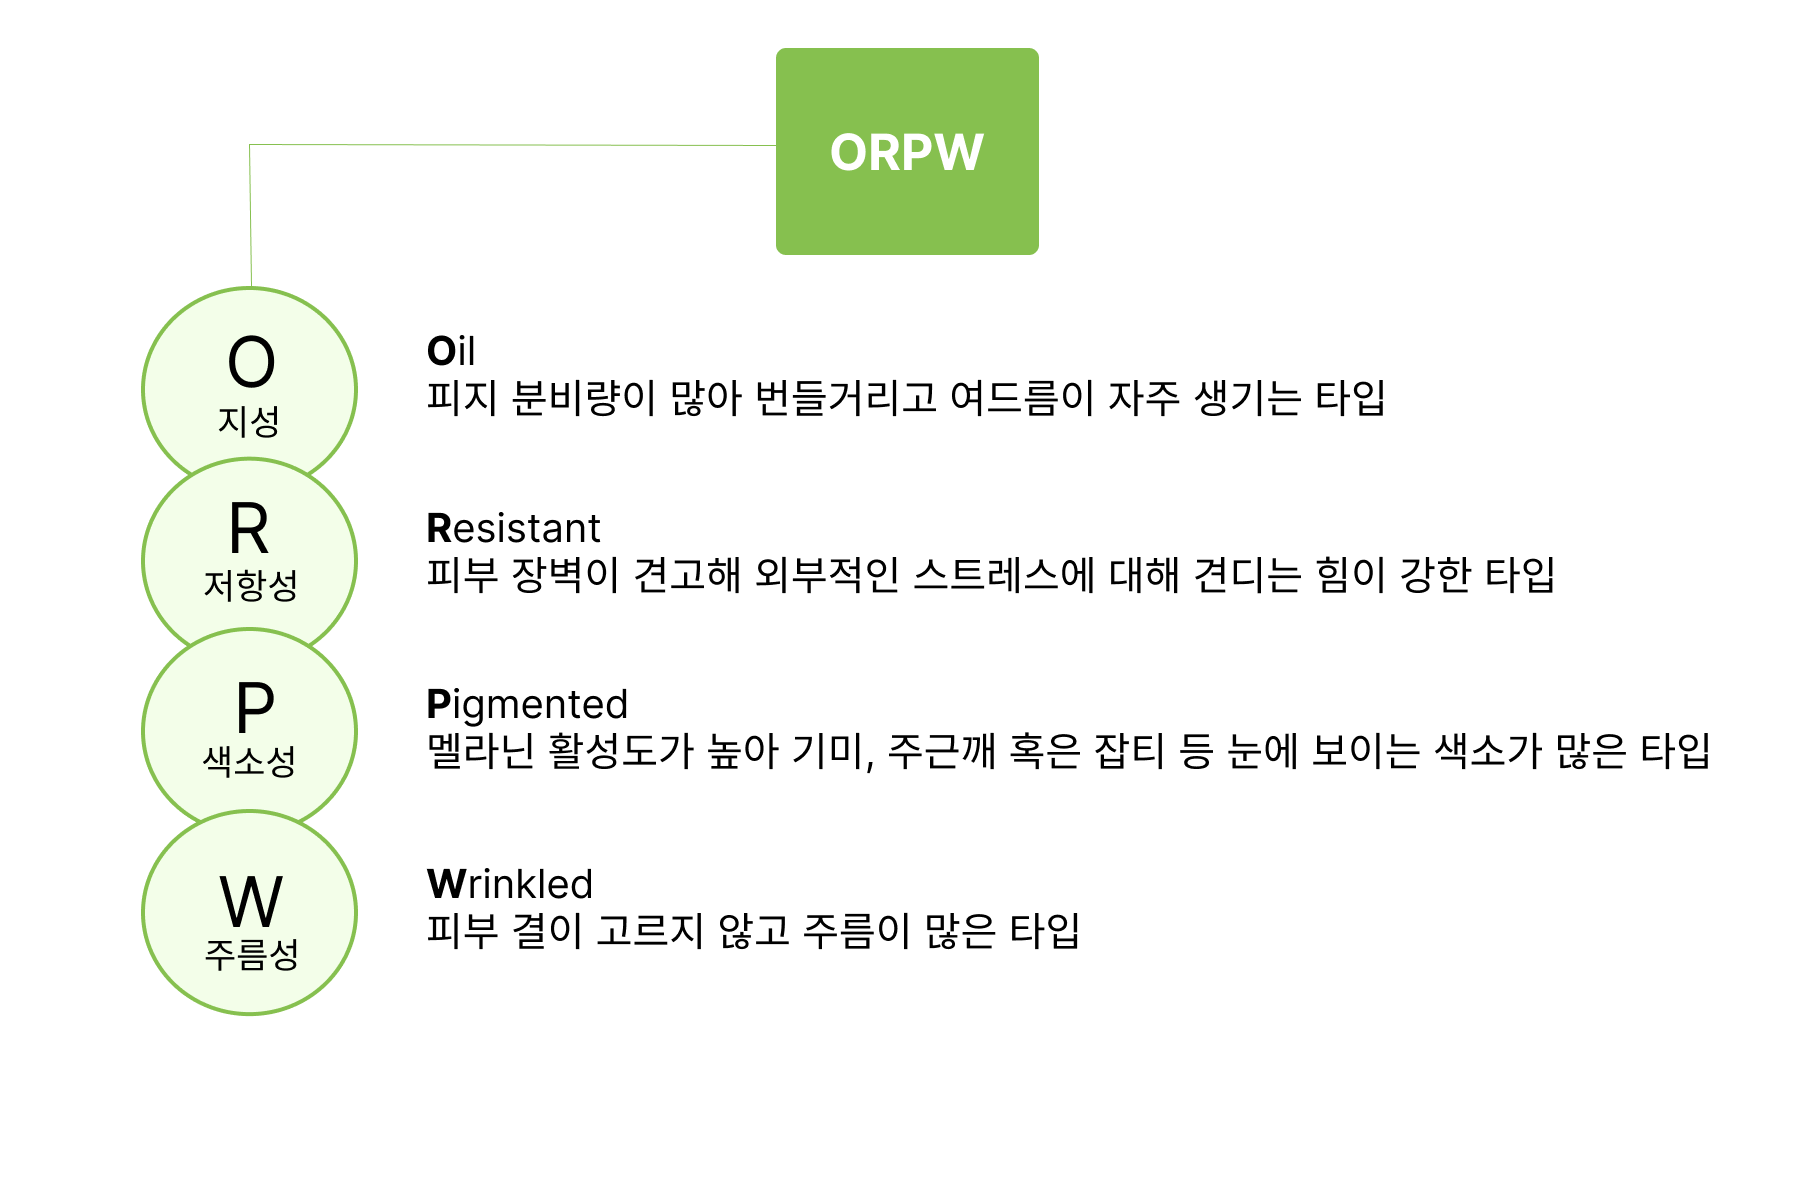 ORPW
O
지성
Oil
피지 분비량이 많아 번들거리고 여드름이 자주 생기는 타입
R
저항성
Resistant
피부 장벽이 견고해 외부적인 스트레스에 대해 견디는 힘이 강한 타입
P
색소성
Pigmented
멜라닌 활성도가 높아 기미, 주근깨 혹은 잡티 등 눈에 보이는 색소가 많은 타입
W
주름성
Wrinkled
피부 결이 고르지 않고 주름이 많은 타입